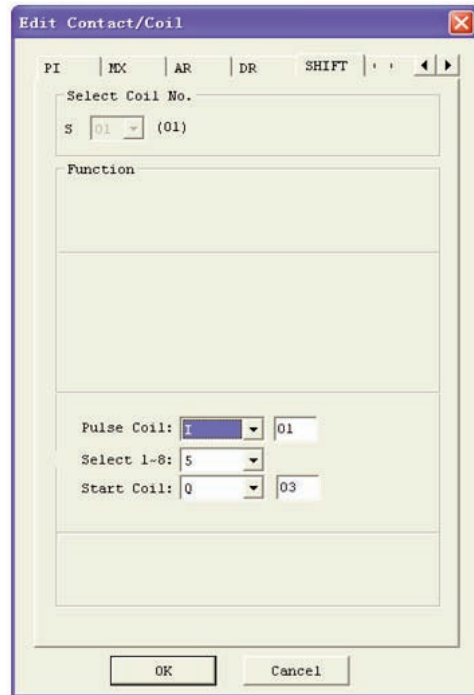 Edit Contact/Coil
PI MX AR DR SHIFT
Select Coil No.
S 01 (01)
Function
Pulse Coil: I 01
Select 1~8: 5
Start Coil: Q 03
OK Cancel